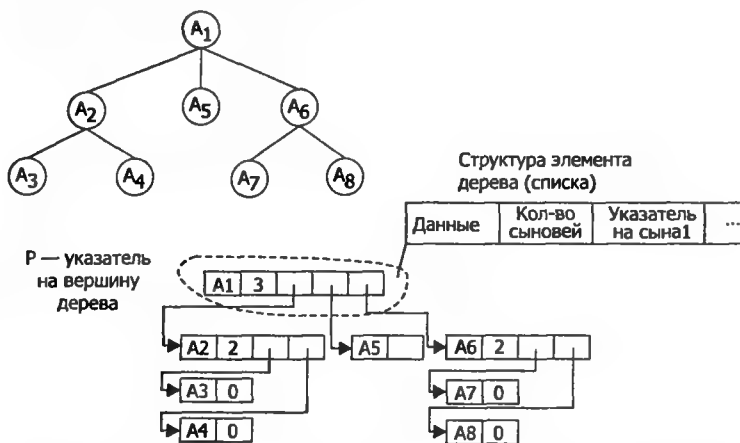 A1
A2 A5 A6
A3 A4 A7 A8
Структура элемента
дерева (списка)
Данные Кол-во сыновей Указатель на сына1 ...
P — указатель
на вершину
дерева
A1 3
A2 2 A5 A6 2
A3 0 A7 0
A4 0 A8 0